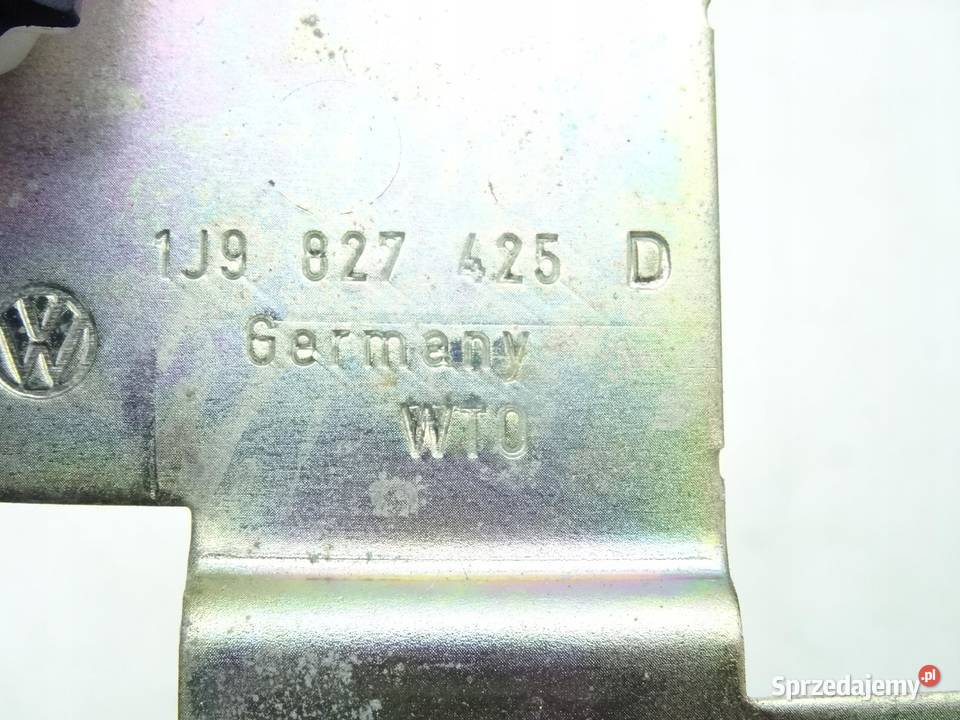 1J9 827 425 D
Germany
WTO
Sprzedajemy.pl